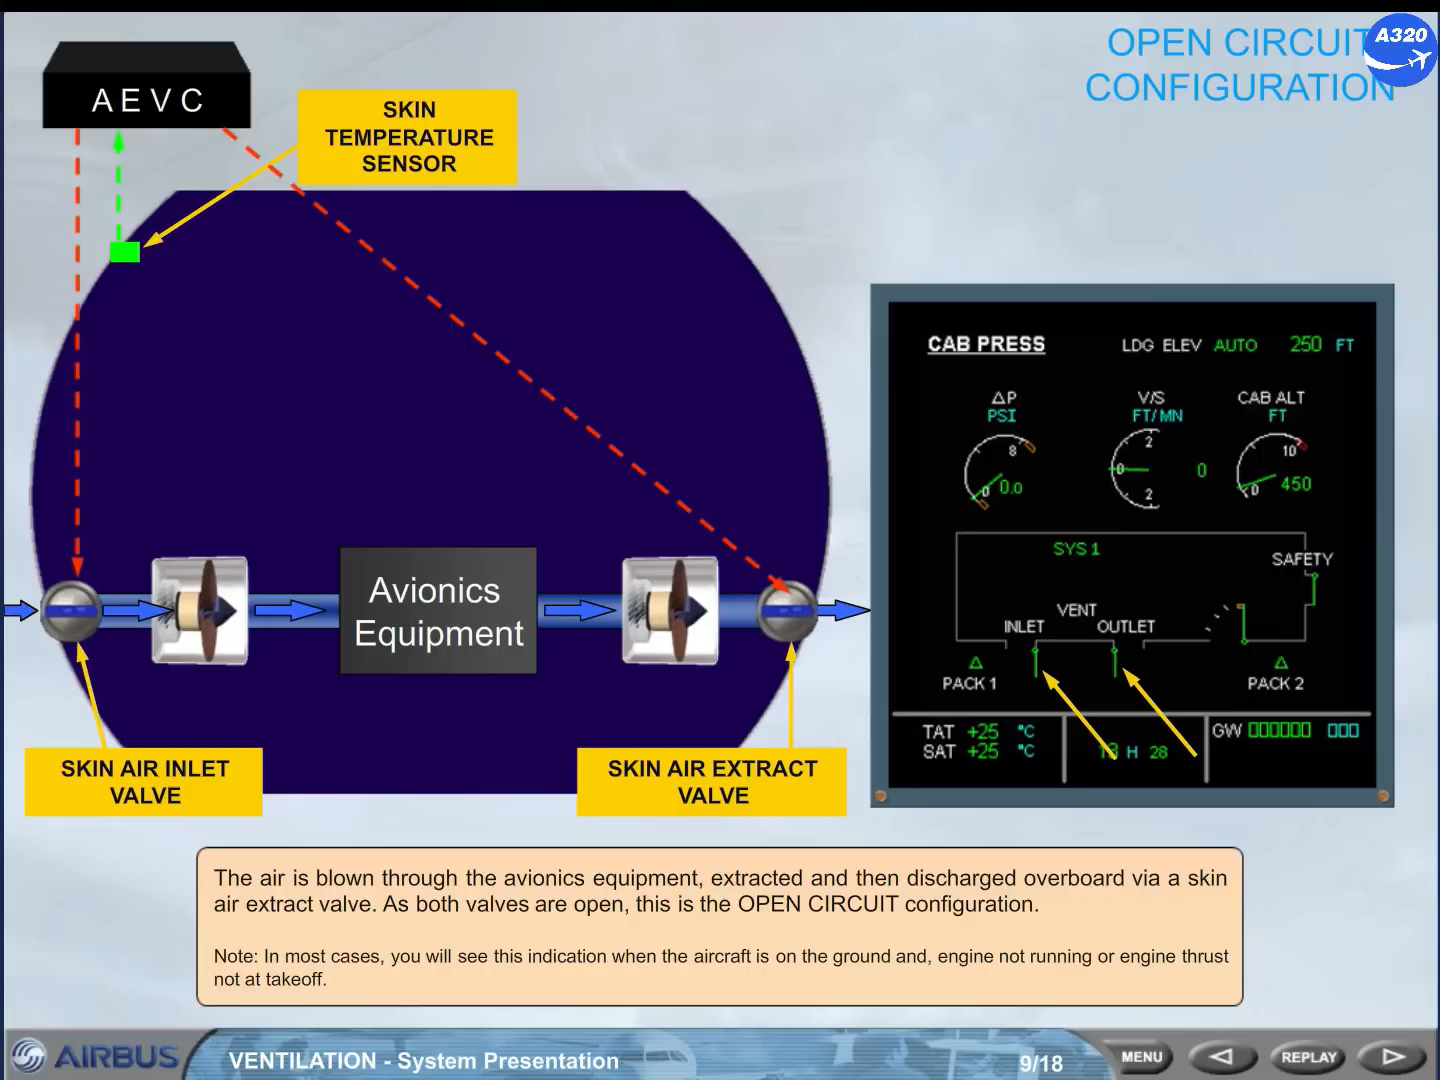 OPEN CIRCUIT
CONFIGURATION
A320
AEVC
SKIN
TEMPERATURE
SENSOR
CAB PRESS
LDG ELEV AUTO 250 FT
ΔP
PSI
8
0
0.0
V/S
FT/MN
2
0
2
0
CAB ALT
FT
10
0
450
SYS 1
SAFETY
VENT
INLET
OUTLET
PACK 1
PACK 2
TAT +25 °C
SAT +25 °C
H 28
GW
Avionics
Equipment
SKIN AIR INLET
VALVE
SKIN AIR EXTRACT
VALVE
The air is blown through the avionics equipment, extracted and then discharged overboard via a skin
air extract valve. As both valves are open, this is the OPEN CIRCUIT configuration.
Note: In most cases, you will see this indication when the aircraft is on the ground and, engine not running or engine thrust
not at takeoff.
AIRBUS
VENTILATION - System Presentation
9/18
MENU
REPLAY